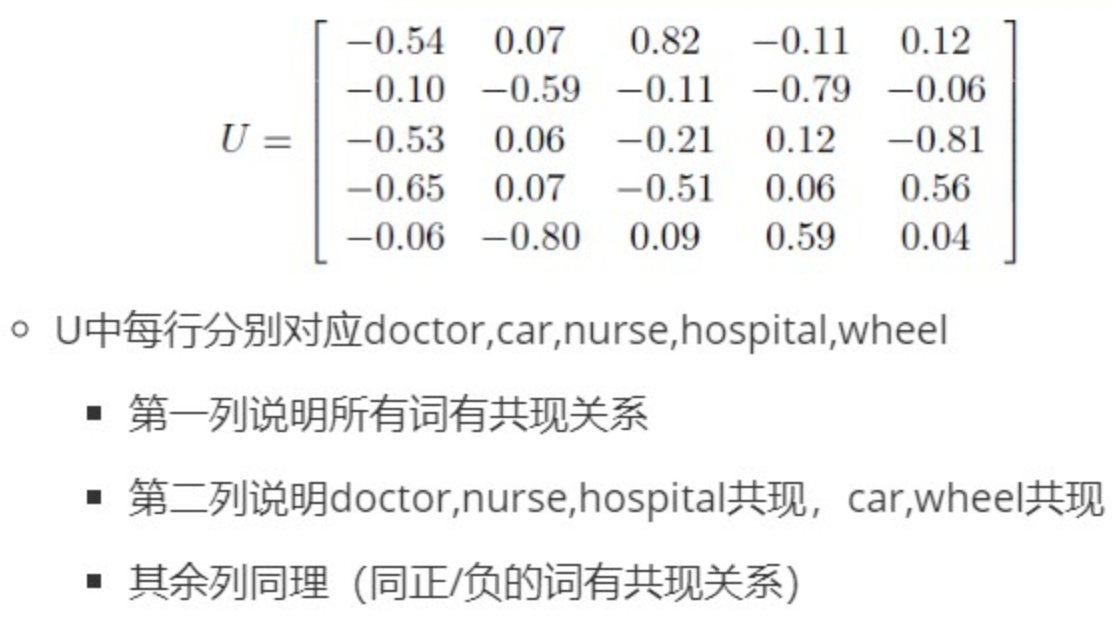 −0.54 0.07 0.82 −0.11 0.12
−0.10 −0.59 −0.11 −0.79 −0.06
U = −0.53 0.06 −0.21 0.12 −0.81
−0.65 0.07 −0.51 0.06 0.56
−0.06 −0.80 0.09 0.59 0.04
U中每行分别对应doctor,car,nurse,hospital,wheel
第一列说明所有词有共现关系
第二列说明doctor,nurse,hospital共现，car,wheel共现
其余列同理（同正/负的词有共现关系）